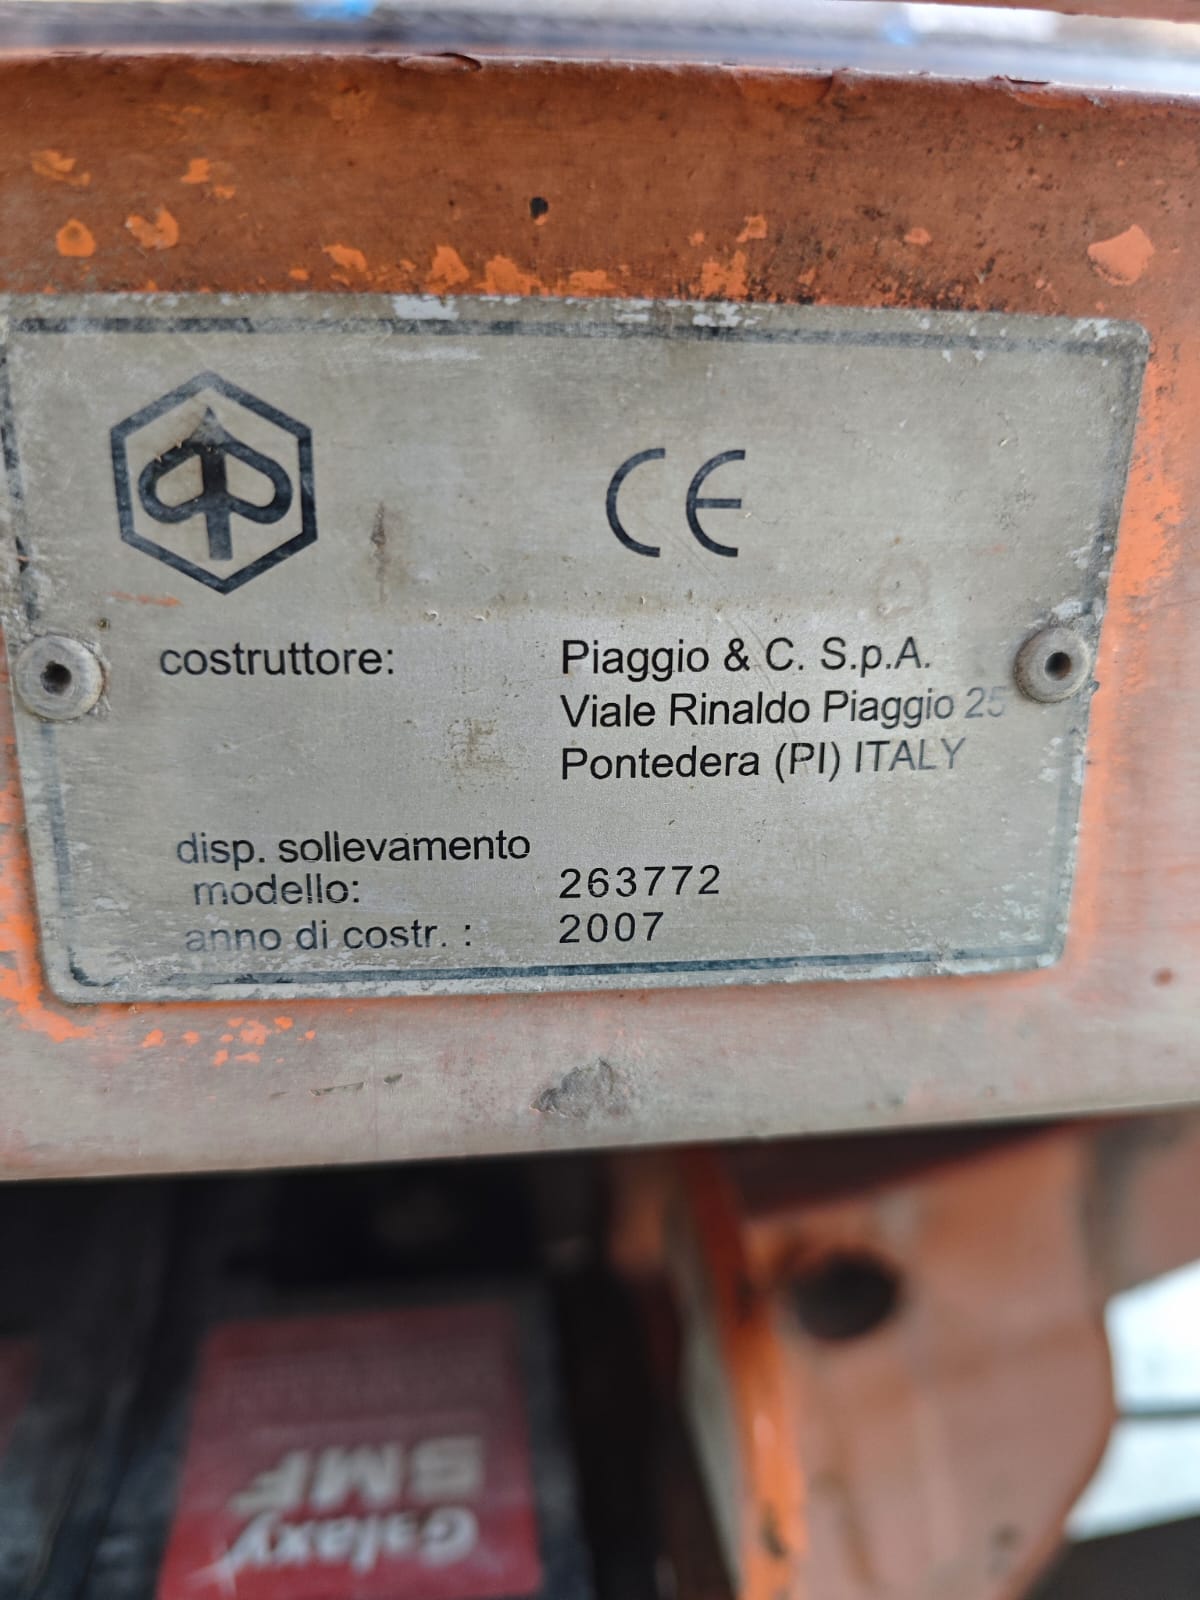 CE
costruttore: Piaggio & C. S.p.A.
Viale Rinaldo Piaggio 25
Pontedera (PI) ITALY
disp. sollevamento
modello: 263772
anno di costr. : 2007
SMF
Galaxy